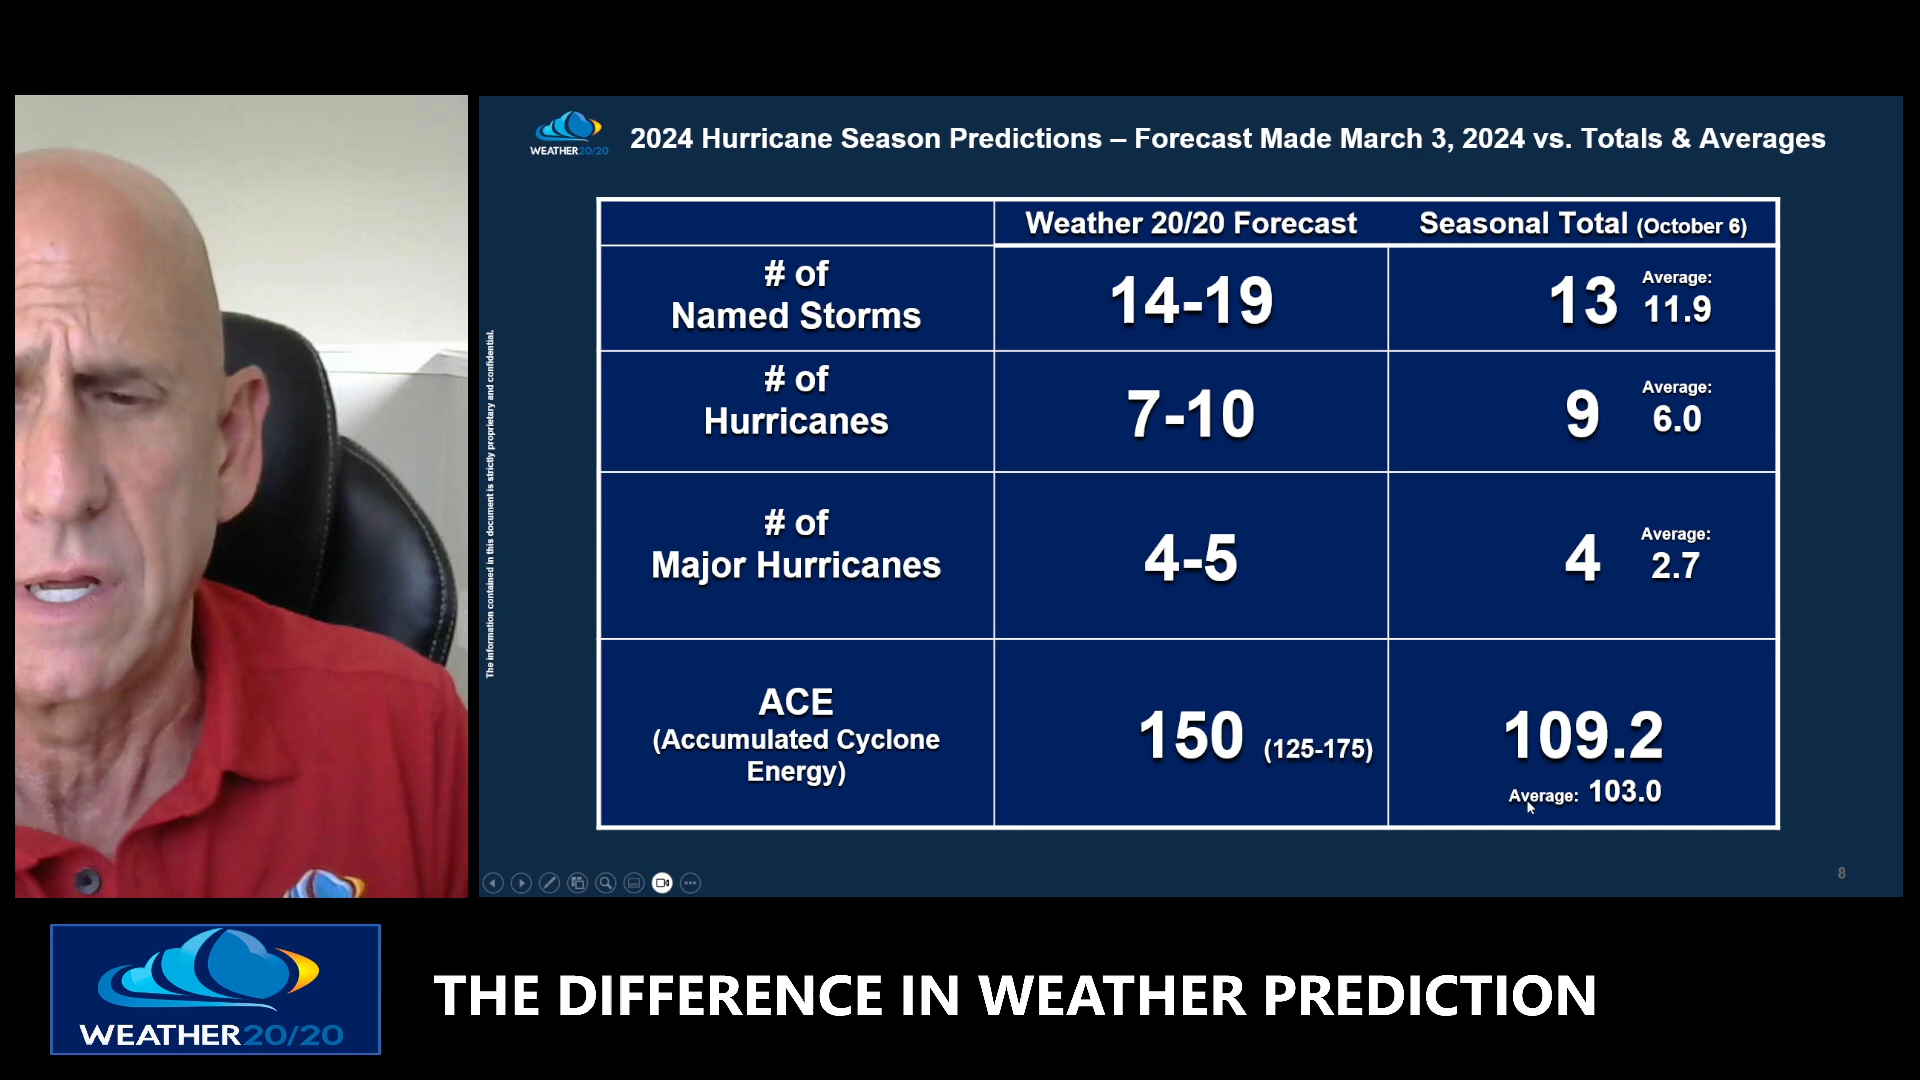 WEATHER20/20
2024 Hurricane Season Predictions – Forecast Made March 3, 2024 vs. Totals & Averages
Weather 20/20 Forecast
Seasonal Total (October 6)
# of
Named Storms
14-19
13
Average:
11.9
# of
Hurricanes
7-10
9
Average:
6.0
# of
Major Hurricanes
4-5
4
Average:
2.7
ACE
(Accumulated Cyclone
Energy)
150 (125-175)
109.2
Average: 103.0
The information contained in this document is strictly proprietary and confidential.
8
WEATHER20/20
THE DIFFERENCE IN WEATHER PREDICTION